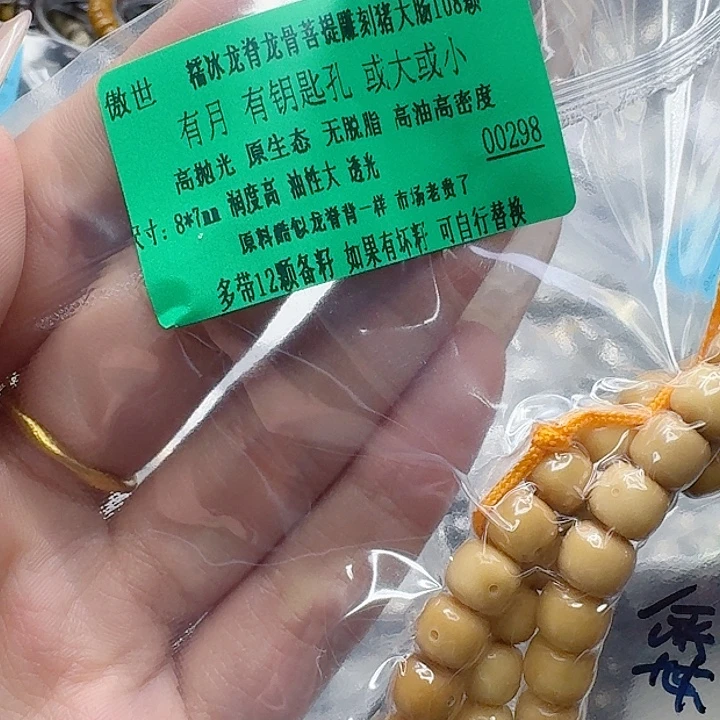 傲世
糯冰龙脊龙骨菩提雕刻猪大肠108颗
有月 有钥匙孔 或大或小
高抛光 原生态 无脱脂 高油高密度
00298
尺寸：8*7mm 润度高 油性大 透光
原料酷似龙脊背一样 市场老费了
多带12颗备籽 如果有坏籽 可自行替换